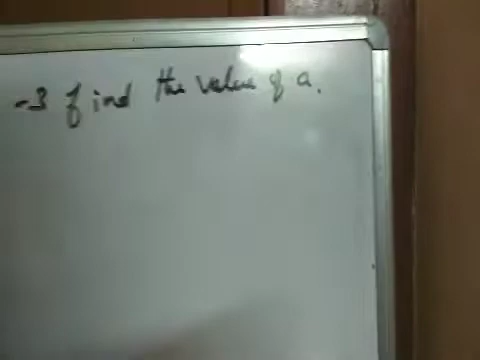 -3 find the value of a.